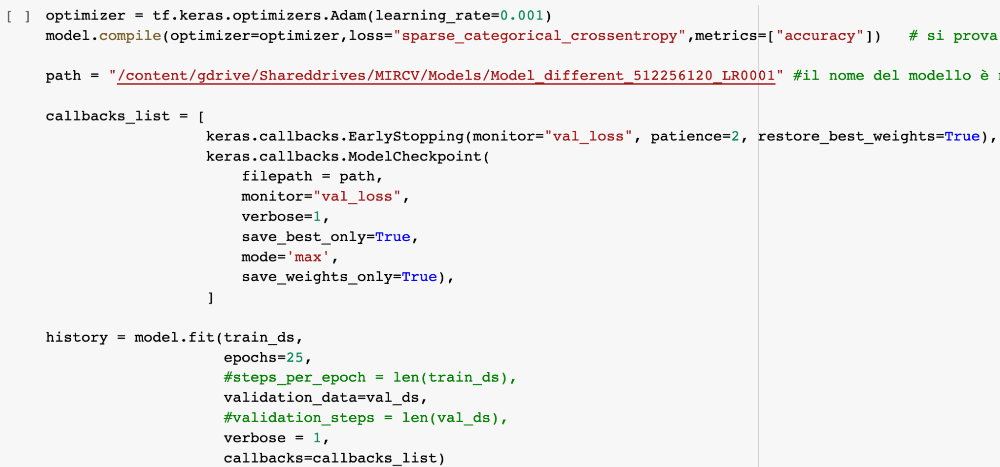 [ ] optimizer = tf.keras.optimizers.Adam(learning_rate=0.001)
model.compile(optimizer=optimizer,loss="sparse_categorical_crossentropy",metrics=["accuracy"])   # si prova
path = "/content/gdrive/Shareddrives/MIRCV/Models/Model_different_512256120_LR0001" #il nome del modello è
callbacks_list = [
keras.callbacks.EarlyStopping(monitor="val_loss", patience=2, restore_best_weights=True),
keras.callbacks.ModelCheckpoint(
filepath = path,
monitor="val_loss",
verbose=1,
save_best_only=True,
mode='max',
save_weights_only=True),
]
history = model.fit(train_ds,
epochs=25,
#steps_per_epoch = len(train_ds),
validation_data=val_ds,
#validation_steps = len(val_ds),
verbose = 1,
callbacks=callbacks_list)